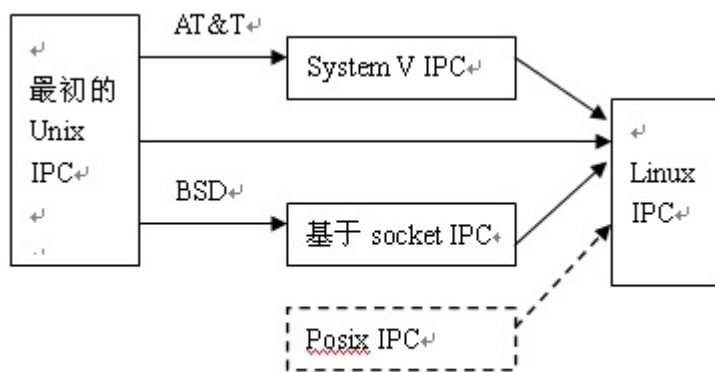 最初的
Unix
IPC
AT&T
System V IPC
BSD
基于 socket IPC
Posix IPC
Linux
IPC